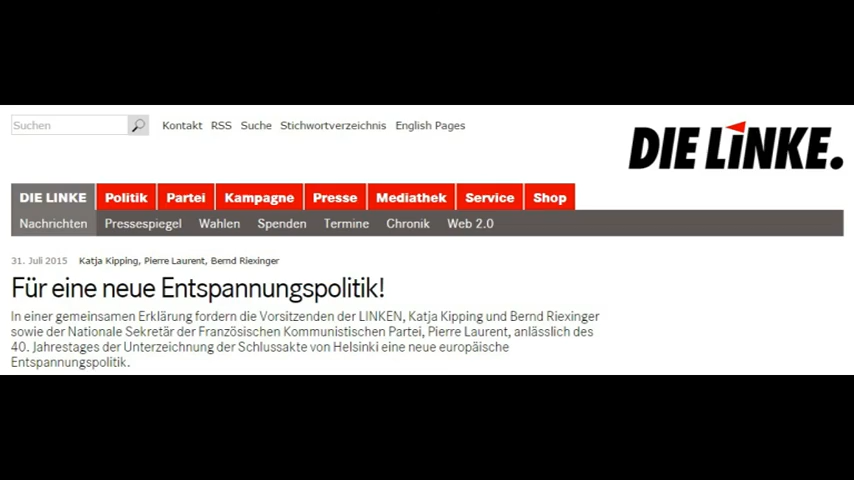 Suchen Kontakt RSS Suche Stichwortverzeichnis English Pages
DIE LINKE.
DIE LINKE Politik Partei Kampagne Presse Mediathek Service Shop
Nachrichten Pressespiegel Wahlen Spenden Termine Chronik Web 2.0
31. Juli 2015 Katja Kipping, Pierre Laurent, Bernd Riexinger
Für eine neue Entspannungspolitik!
In einer gemeinsamen Erklärung fordern die Vorsitzenden der LINKEN, Katja Kipping und Bernd Riexinger
sowie der Nationale Sekretär der Französischen Kommunistischen Partei, Pierre Laurent, anlässlich des
40. Jahrestages der Unterzeichnung der Schlussakte von Helsinki eine neue europäische
Entspannungspolitik.